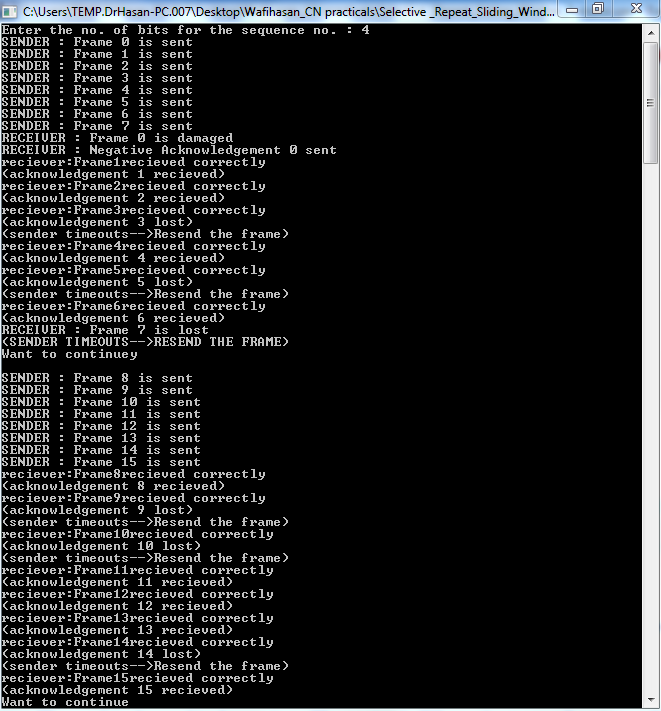 C:\Users\TEMP.DrHasan-PC.007\Desktop\Wafihasan_CN practicals\Selective _Repeat_Sliding_Wind...
Enter the no. of bits for the sequence no. : 4
SENDER : Frame 0 is sent
SENDER : Frame 1 is sent
SENDER : Frame 2 is sent
SENDER : Frame 3 is sent
SENDER : Frame 4 is sent
SENDER : Frame 5 is sent
SENDER : Frame 6 is sent
SENDER : Frame 7 is sent
RECEIVER : Frame 0 is damaged
RECEIVER : Negative Acknowledgement 0 sent
reciever:Frame1recieved correctly
(acknowledgement 1 recieved)
reciever:Frame2recieved correctly
(acknowledgement 2 recieved)
reciever:Frame3recieved correctly
(acknowledgement 3 lost)
(sender timeouts-->Resend the frame)
reciever:Frame4recieved correctly
(acknowledgement 4 recieved)
reciever:Frame5recieved correctly
(acknowledgement 5 lost)
(sender timeouts-->Resend the frame)
reciever:Frame6recieved correctly
(acknowledgement 6 recieved)
RECEIVER : Frame 7 is lost
(SENDER TIMEOUTS-->RESEND THE FRAME)
Want to continuey
SENDER : Frame 8 is sent
SENDER : Frame 9 is sent
SENDER : Frame 10 is sent
SENDER : Frame 11 is sent
SENDER : Frame 12 is sent
SENDER : Frame 13 is sent
SENDER : Frame 14 is sent
SENDER : Frame 15 is sent
reciever:Frame8recieved correctly
(acknowledgement 8 recieved)
reciever:Frame9recieved correctly
(acknowledgement 9 lost)
(sender timeouts-->Resend the frame)
reciever:Frame10recieved correctly
(acknowledgement 10 lost)
(sender timeouts-->Resend the frame)
reciever:Frame11recieved correctly
(acknowledgement 11 recieved)
reciever:Frame12recieved correctly
(acknowledgement 12 recieved)
reciever:Frame13recieved correctly
(acknowledgement 13 recieved)
reciever:Frame14recieved correctly
(acknowledgement 14 lost)
(sender timeouts-->Resend the frame)
reciever:Frame15recieved correctly
(acknowledgement 15 recieved)
Want to continue